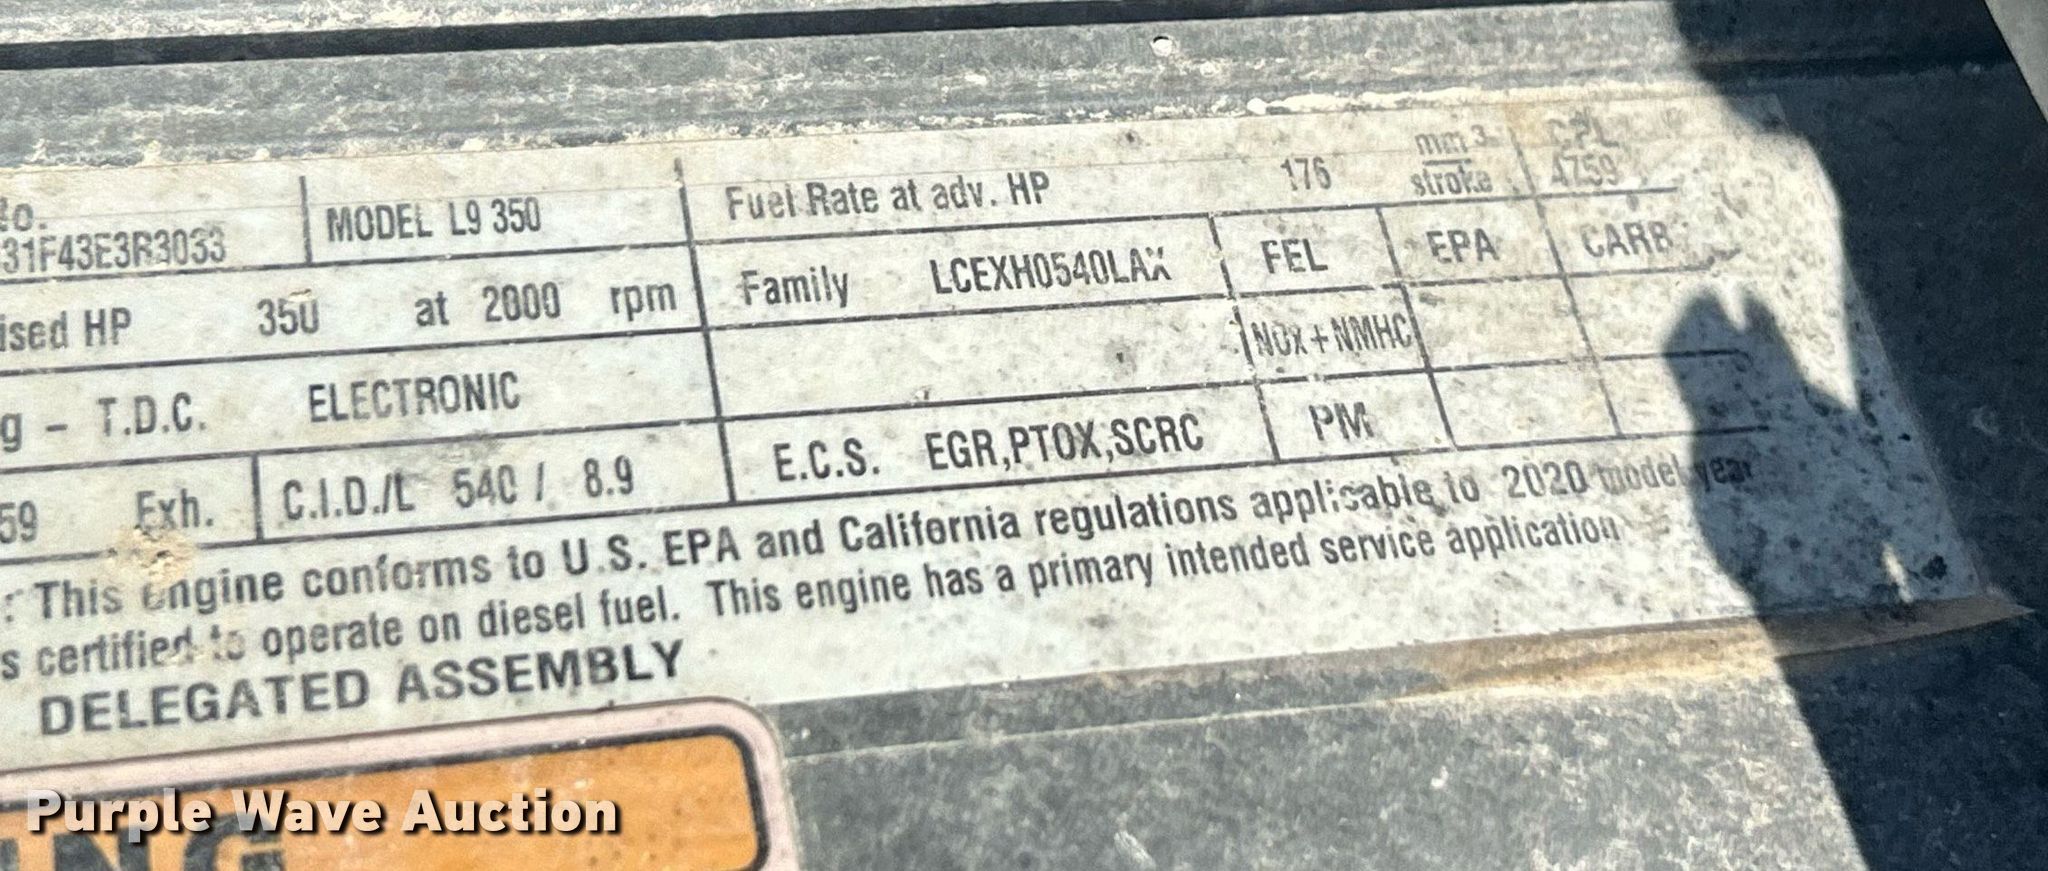 31F43E3R3033 MODEL L9 350 Fuel Rate at adv. HP 176 mm3 stroke CPL 4759
ised HP 350 at 2000 rpm Family LCEXH0540LAX FEL EPA CARB
g - T.D.C. ELECTRONIC NOx+NMHC
59 Exh. C.I.D./L 540 / 8.9 E.C.S. EGR,PTOX,SCRC PM
: This engine conforms to U.S. EPA and California regulations applicable to 2020 model year
s certified to operate on diesel fuel. This engine has a primary intended service application
DELEGATED ASSEMBLY
Purple Wave Auction